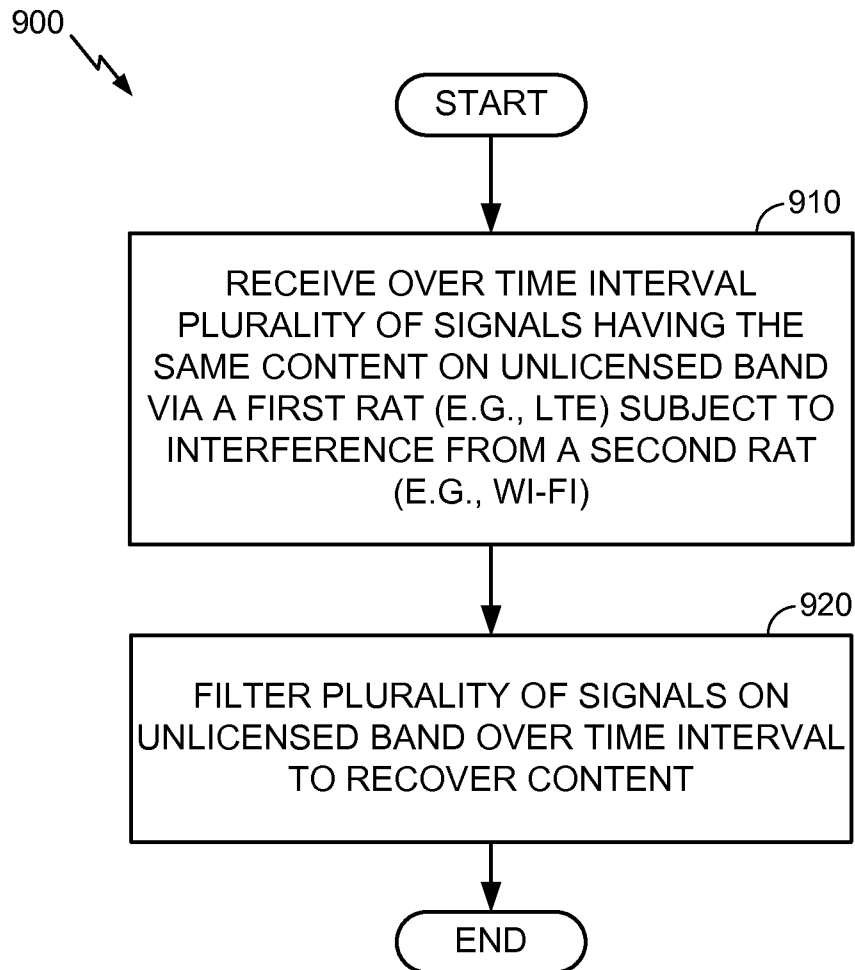 900
START
910
RECEIVE OVER TIME INTERVAL
PLURALITY OF SIGNALS HAVING THE
SAME CONTENT ON UNLICENSED BAND
VIA A FIRST RAT (E.G., LTE) SUBJECT TO
INTERFERENCE FROM A SECOND RAT
(E.G., WI-FI)
920
FILTER PLURALITY OF SIGNALS ON
UNLICENSED BAND OVER TIME INTERVAL
TO RECOVER CONTENT
END